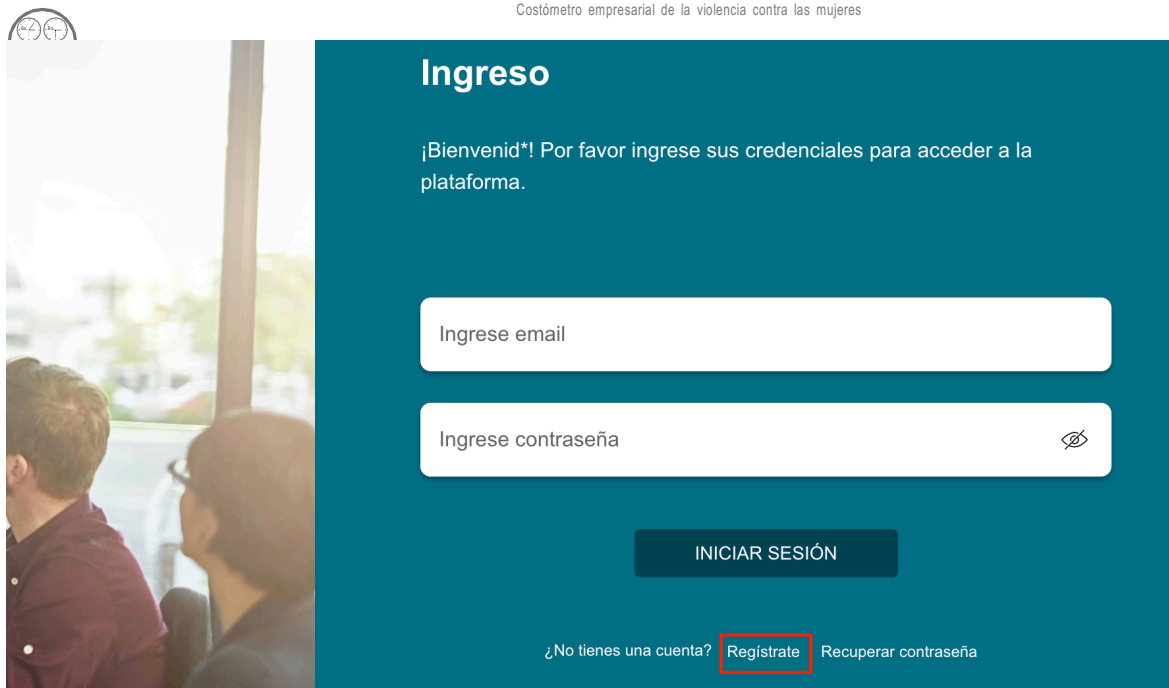 Costómetro empresarial de la violencia contra las mujeres
Ingreso
¡Bienvenid*! Por favor ingrese sus credenciales para acceder a la
plataforma.
Ingrese email
Ingrese contraseña
INICIAR SESIÓN
¿No tienes una cuenta? Regístrate Recuperar contraseña